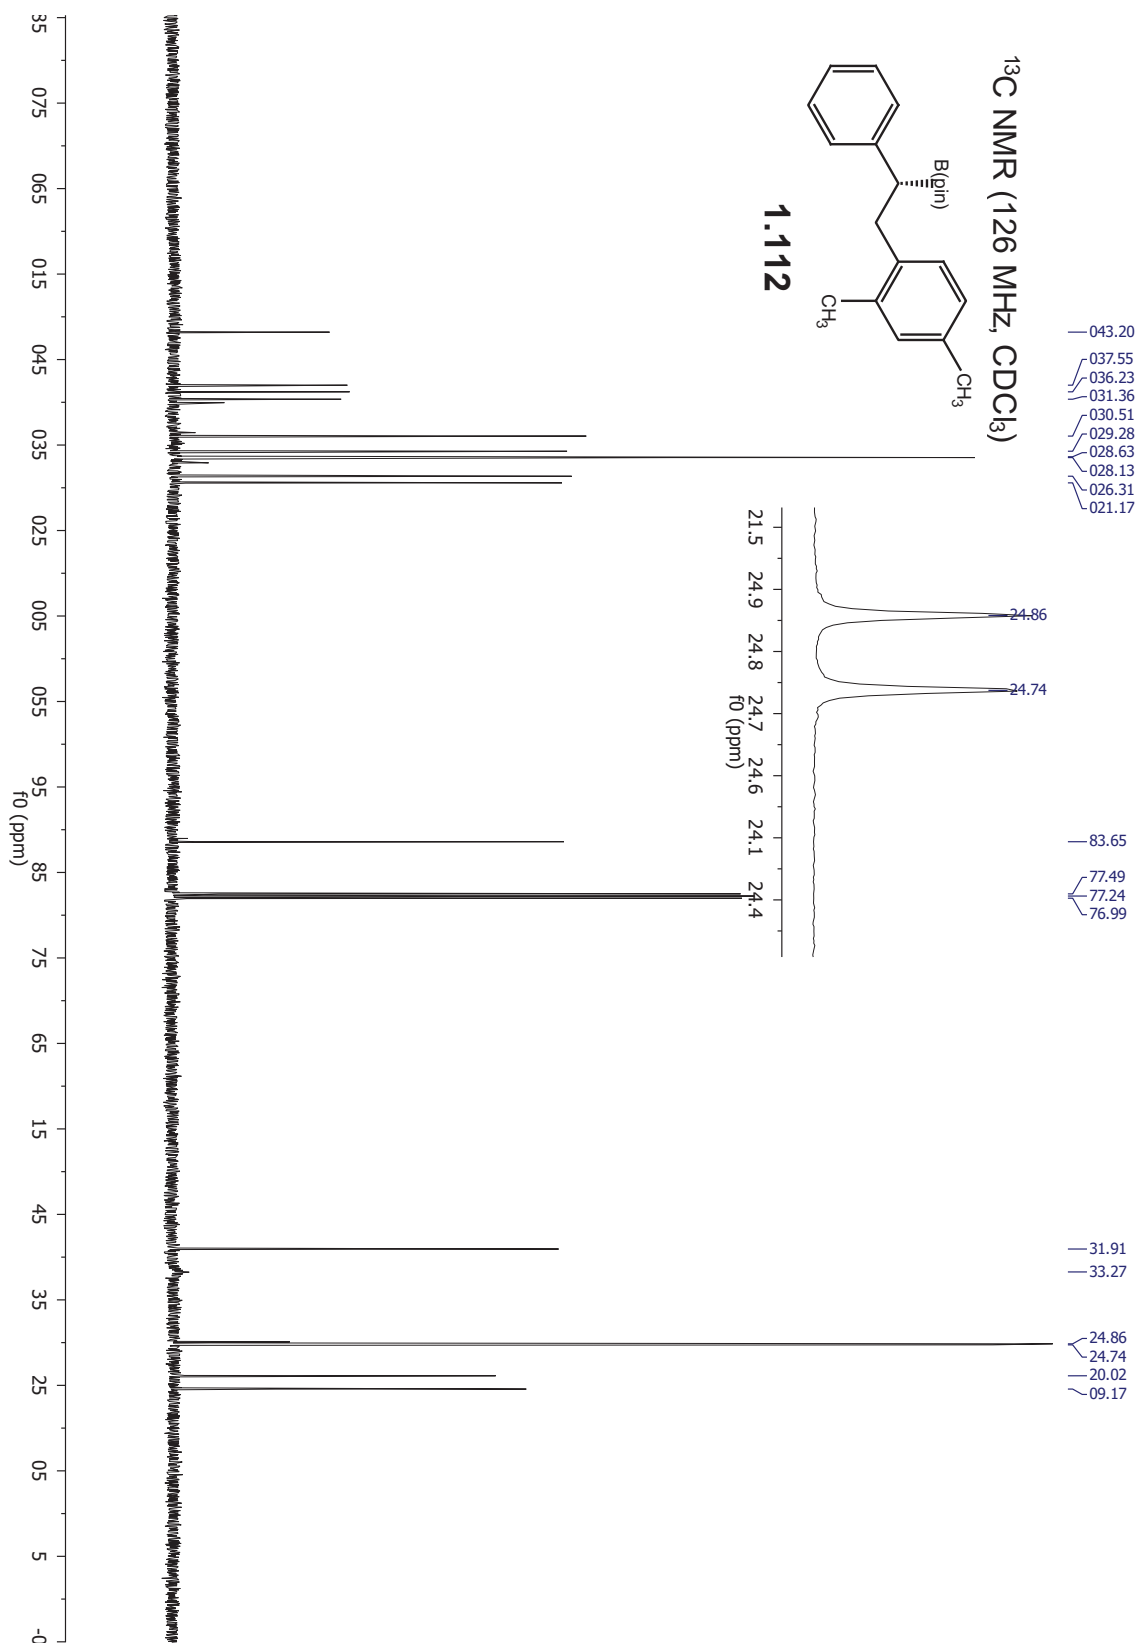 ¹³C NMR (126 MHz, CDCl₃)
B(pin)
CH₃
CH₃
1.112
043.20
037.55
036.23
031.36
030.51
029.28
028.63
028.13
026.31
021.17
83.65
77.49
77.24
76.99
31.91
33.27
24.86
24.74
20.02
09.17
24.86
24.74
21.5 24.9 24.8 24.7 24.6 24.1 24.4
f0 (ppm)
35 075 065 015 045 035 025 005 055 95 85 75 65 15 45 35 25 05 5 -0
f0 (ppm)